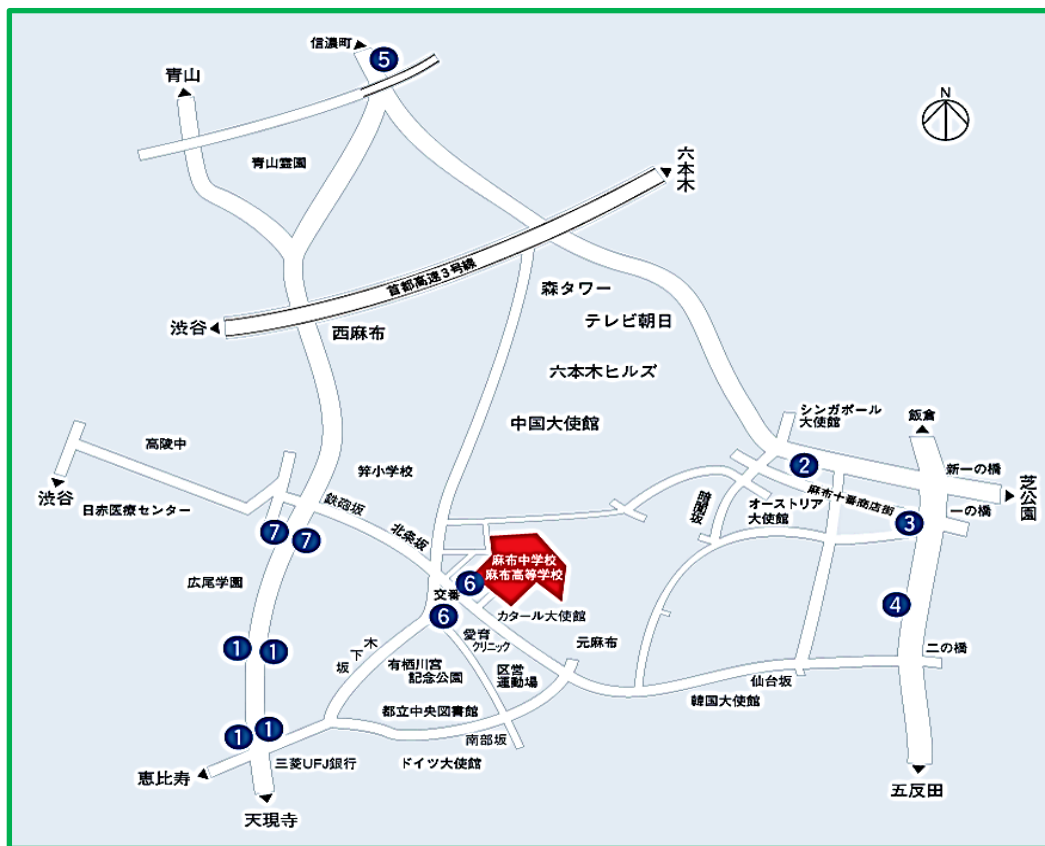 信濃町
5
青山
N
青山霊園
六本木
首都高速3号線
森タワー
渋谷
西麻布
テレビ朝日
六本木ヒルズ
中国大使館
シンガポール
大使館
飯倉
高陵中
笄小学校
2
新一の橋
渋谷
日赤医療センター
鉄砲坂
暗闇坂
麻布十番商店街
オーストリア
大使館
3
一の橋
芝公園
7
7
北条坂
麻布中学校
麻布高等学校
広尾学園
6
交番
6
カタール大使館
4
愛育
クリニック
元麻布
1
1
木下坂
有栖川宮
記念公園
区営
運動場
二の橋
仙台坂
韓国大使館
都立中央図書館
1
1
南部坂
恵比寿
三菱UFJ銀行
ドイツ大使館
天現寺
五反田